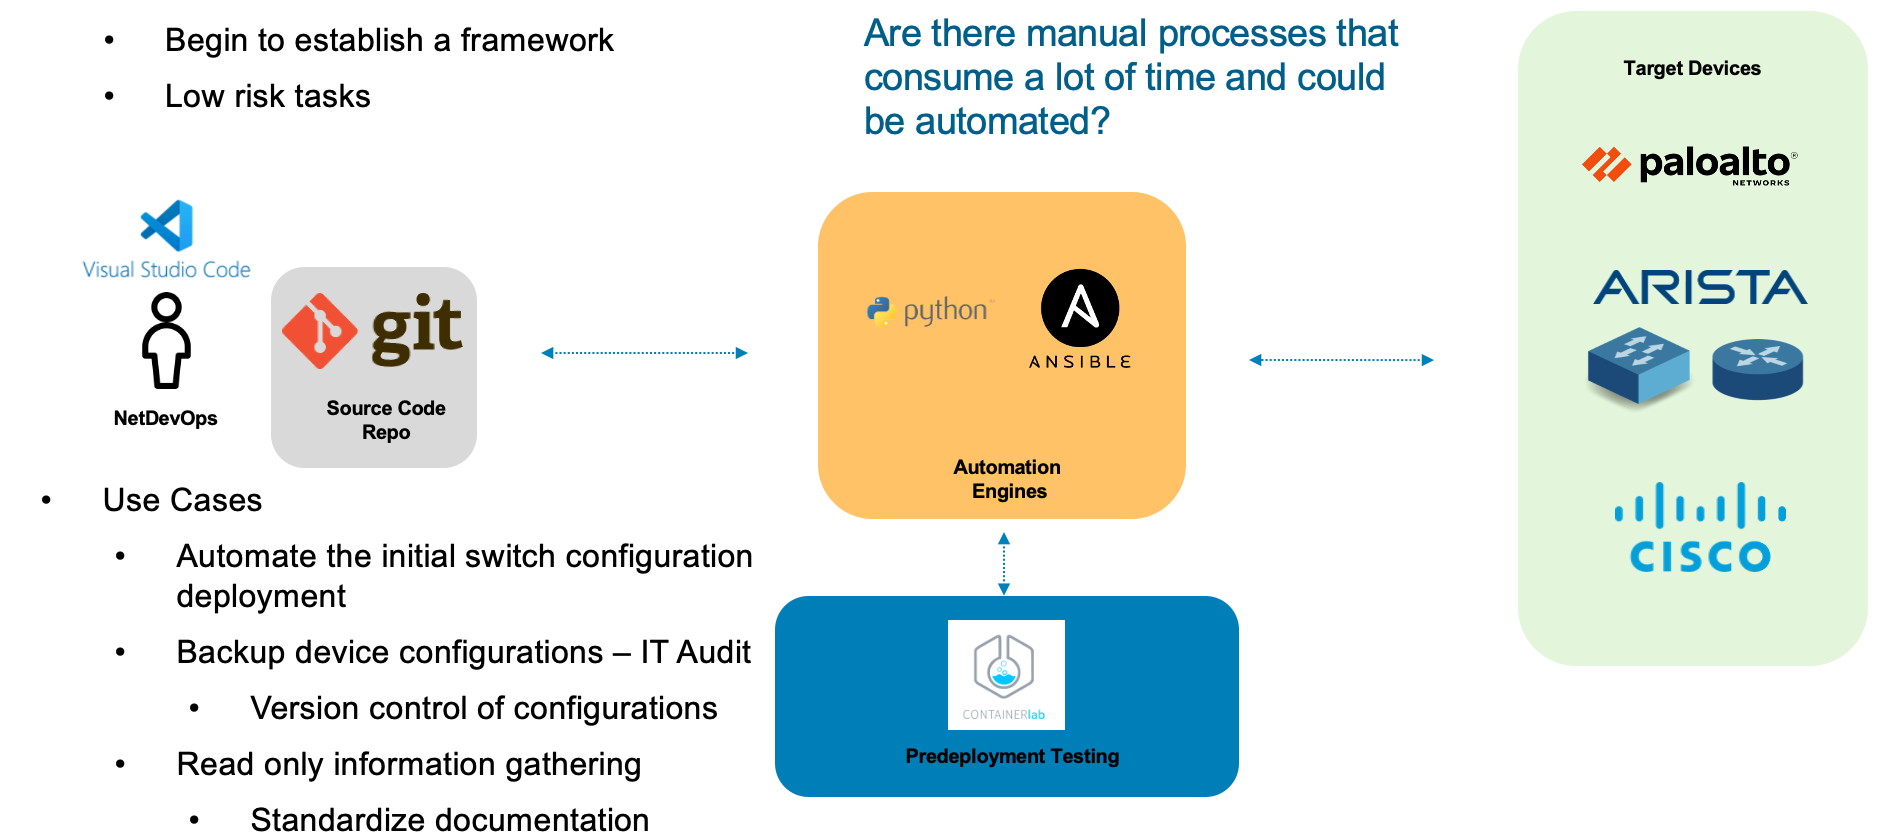 Begin to establish a framework
Low risk tasks
Are there manual processes that
consume a lot of time and could
be automated?
Target Devices
paloalto®
NETWORKS
Visual Studio Code
NetDevOps
git
Source Code
Repo
python™
ANSIBLE
Automation
Engines
ARISTA
CISCO
Use Cases
Automate the initial switch configuration
deployment
Backup device configurations – IT Audit
Version control of configurations
Read only information gathering
Standardize documentation
CONTAINERlab
Predeployment Testing